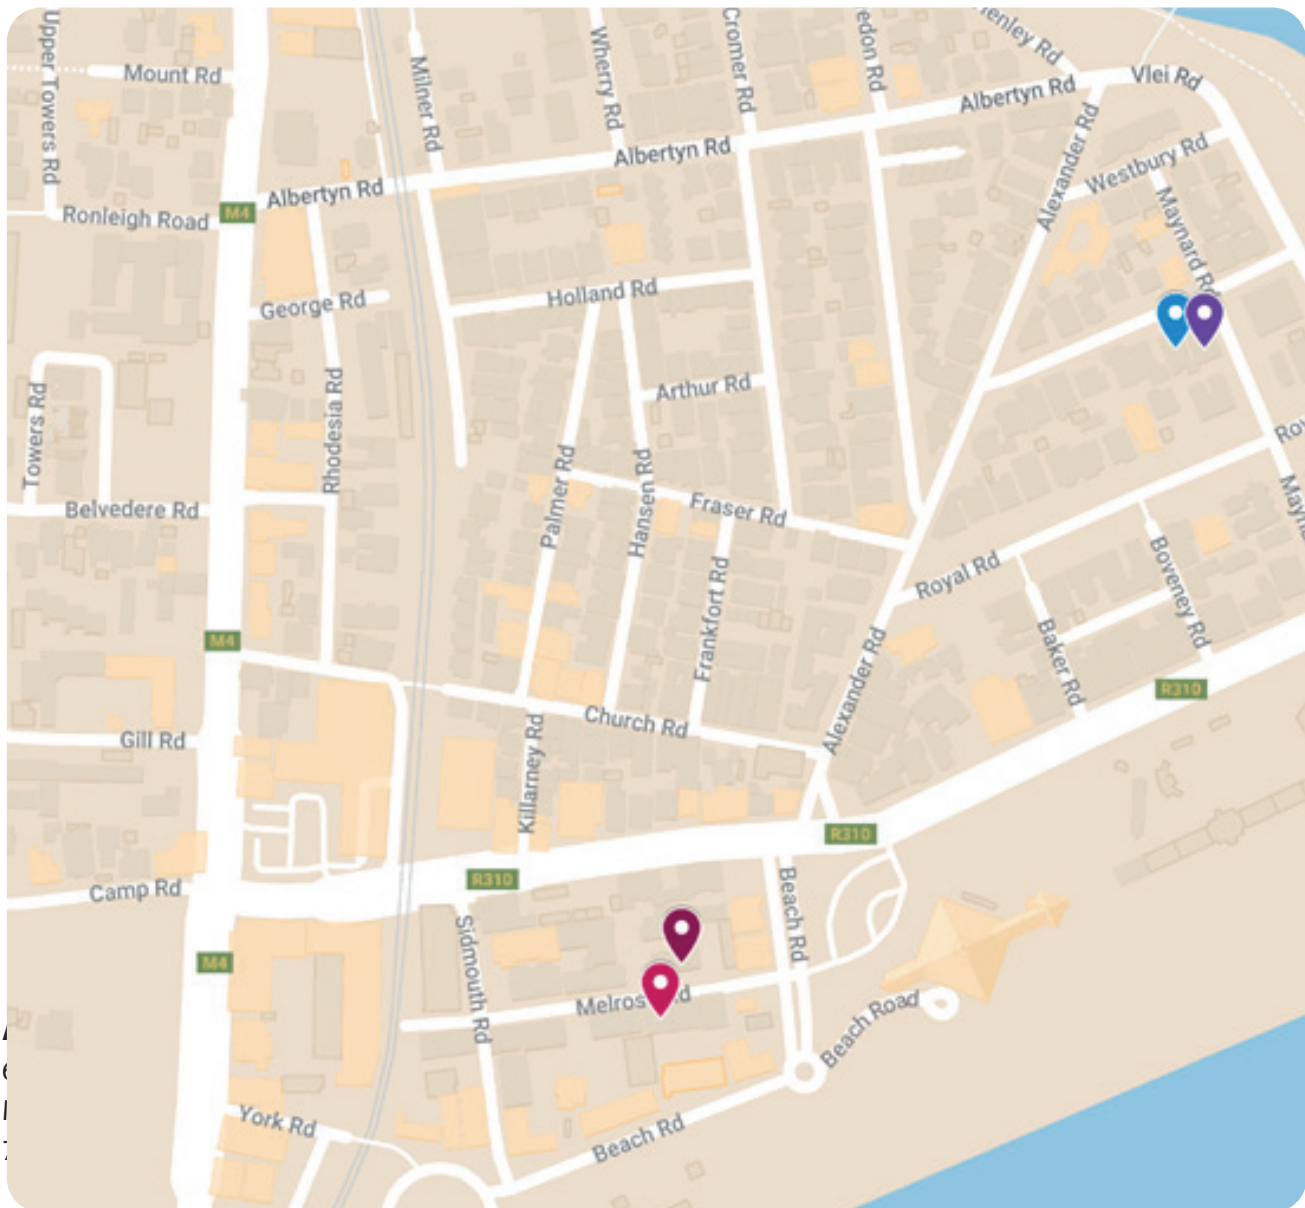 Upper Towers Rd
Mount Rd
Milner Rd
Wherry Rd
Cromer Rd
edon Rd
Henley Rd
Vlei Rd
Albertyn Rd
Albertyn Rd
Albertyn Rd
Alexander Rd
Westbury Rd
Maynard Rd
Ronleigh Road
M4
George Rd
Holland Rd
Arthur Rd
Towers Rd
Rhodesia Rd
Belvedere Rd
Palmer Rd
Hansen Rd
Fraser Rd
Frankfort Rd
Royal Rd
Boveney Rd
Baker Rd
M4
Alexander Rd
R310
Gill Rd
Church Rd
Killarney Rd
R310
Camp Rd
R310
Beach Rd
Sidmouth Rd
M4
Beach Road
York Rd
Beach Rd